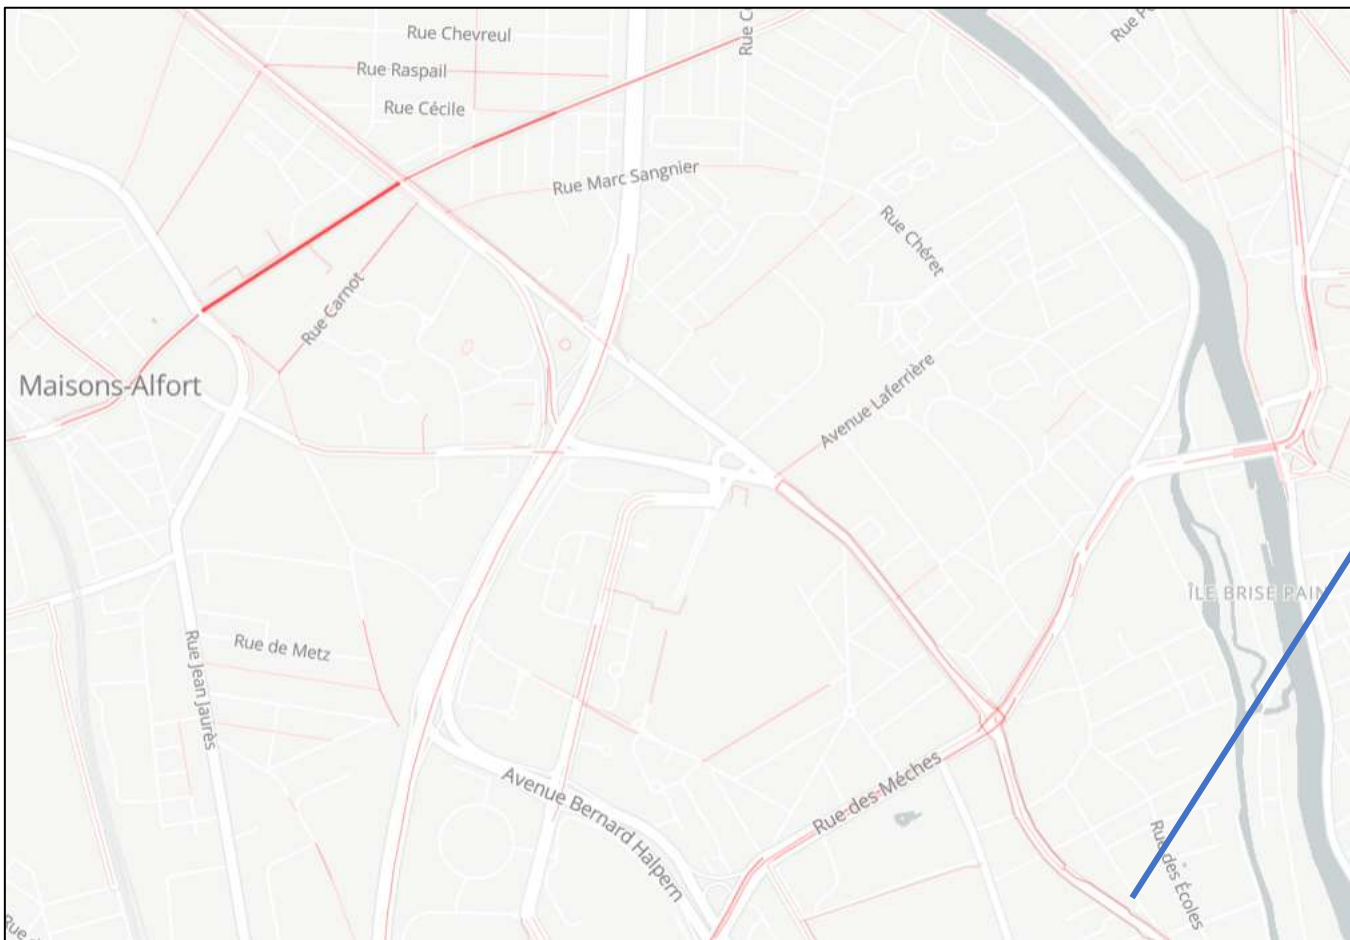 Rue Chevreul
Rue Raspail
Rue Cécile
Rue Marc Sangnier
Rue Chéret
Rue Carnot
Maisons-Alfort
Avenue Laferrière
ÎLE BRISE PAIN
Rue de Metz
Rue Jean Jaurès
Avenue Bernard Halpern
Rue des Mèches
Rue des Écoles
Rue